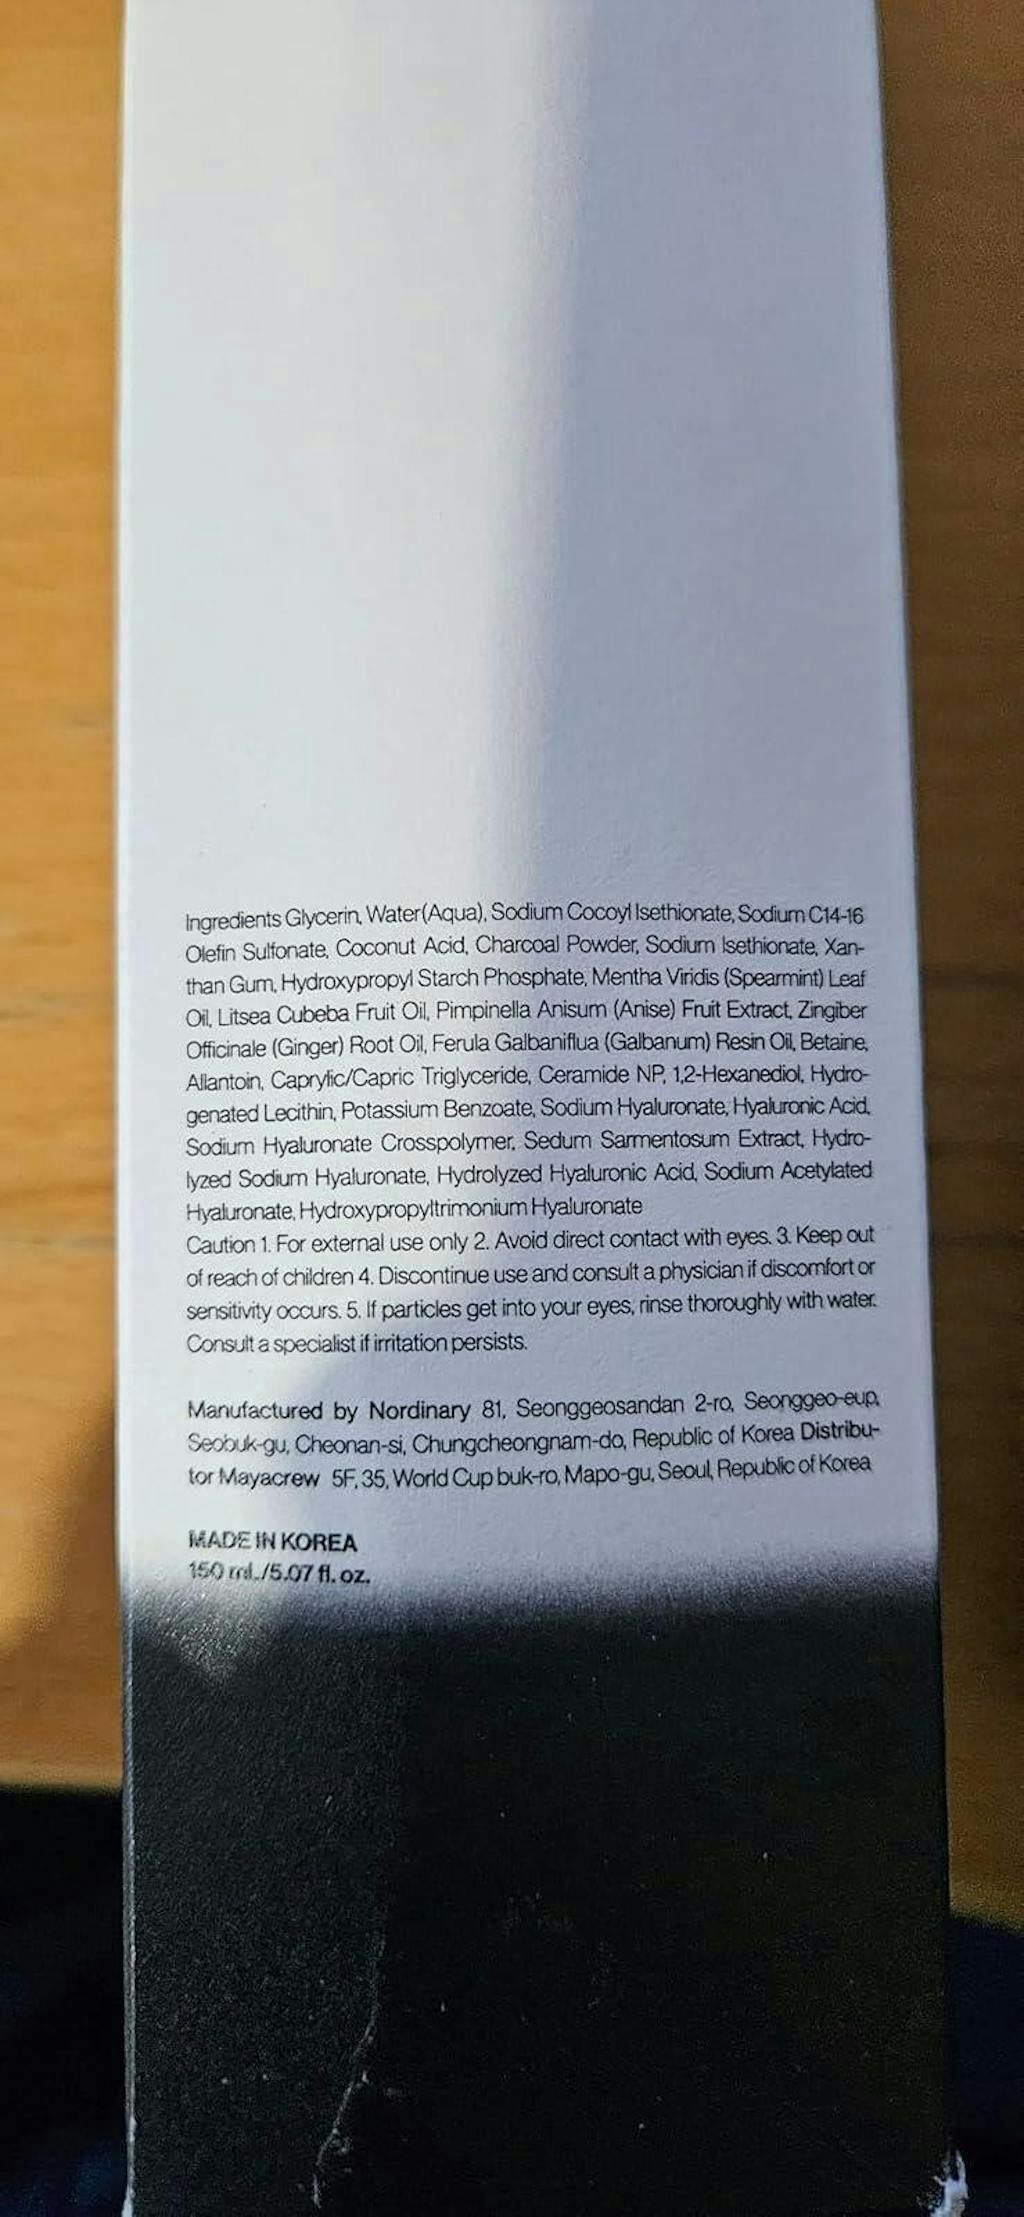 Ingredients Glycerin, Water(Aqua), Sodium Cocoyl Isethionate, Sodium C14-16
Olefin Sulfonate, Coconut Acid, Charcoal Powder, Sodium Isethionate, Xan-
than Gum, Hydroxypropyl Starch Phosphate, Mentha Viridis (Spearmint) Leaf
Oil, Litsea Cubeba Fruit Oil, Pimpinella Anisum (Anise) Fruit Extract, Zingiber
Officinale (Ginger) Root Oil, Ferula Galbaniflua (Galbanum) Resin Oil, Betaine,
Allantoin, Caprylic/Capric Triglyceride, Ceramide NP, 1,2-Hexanediol, Hydro-
genated Lecithin, Potassium Benzoate, Sodium Hyaluronate, Hyaluronic Acid,
Sodium Hyaluronate Crosspolymer, Sedum Sarmentosum Extract, Hydro-
lyzed Sodium Hyaluronate, Hydrolyzed Hyaluronic Acid, Sodium Acetylated
Hyaluronate, Hydroxypropyltrimonium Hyaluronate
Caution 1. For external use only 2. Avoid direct contact with eyes. 3. Keep out
of reach of children 4. Discontinue use and consult a physician if discomfort or
sensitivity occurs. 5. If particles get into your eyes, rinse thoroughly with water.
Consult a specialist if irritation persists.
Manufactured by Nordinary 81, Seonggeosandan 2-ro, Seonggeo-eup,
Seobuk-gu, Cheonan-si, Chungcheongnam-do, Republic of Korea Distribu-
tor Mayacrew 5F, 35, World Cup buk-ro, Mapo-gu, Seoul, Republic of Korea
MADE IN KOREA
150 ml./5.07 fl. oz.